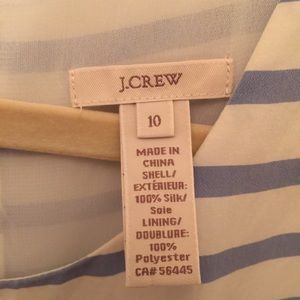 J.CREW
10
MADE IN
CHINA
SHELL/
EXTÉRIEUR:
100% Silk/
Soie
LINING/
DOUBLURE:
100%
Polyester
CA# 56445